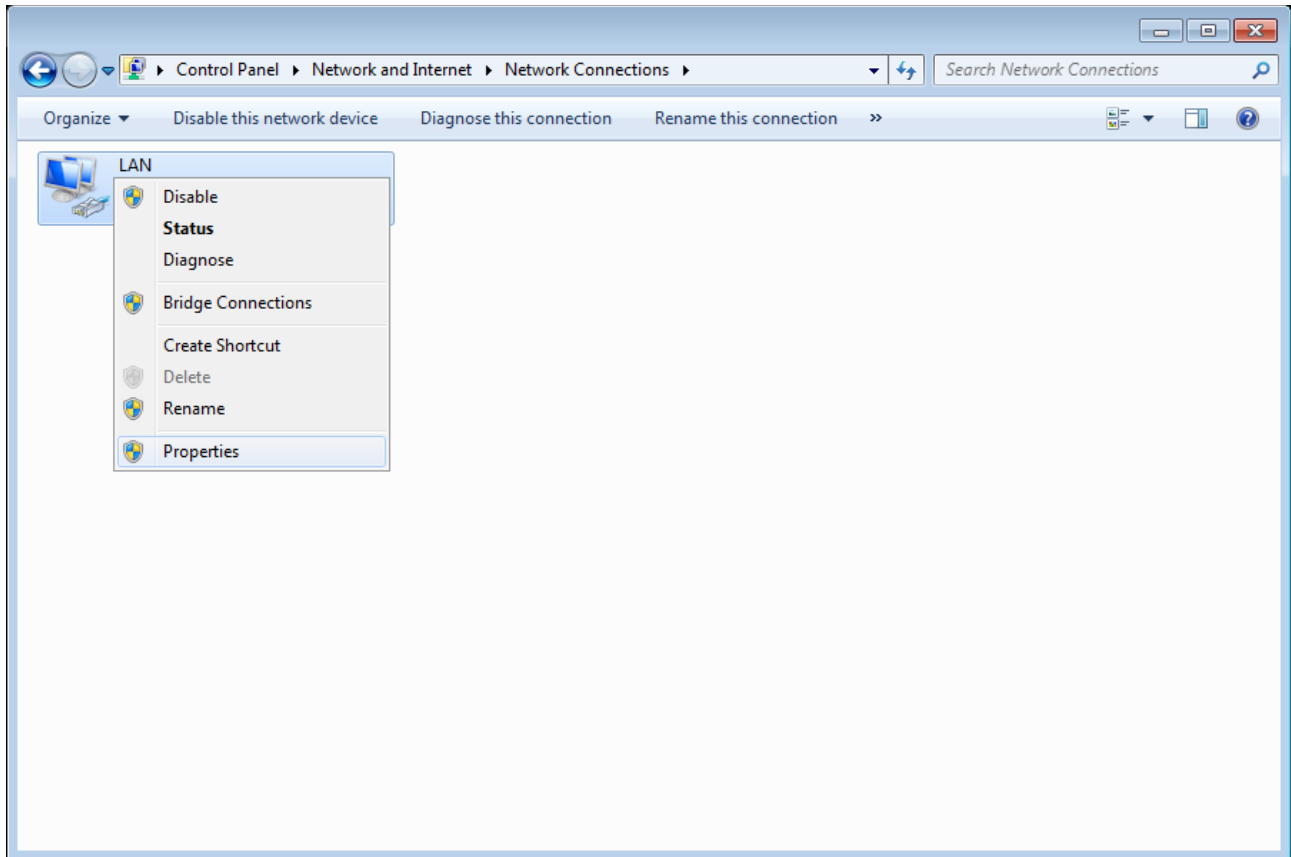 Control Panel Network and Internet Network Connections Search Network Connections
Organize Disable this network device Diagnose this connection Rename this connection »
LAN
Disable
Status
Diagnose
Bridge Connections
Create Shortcut
Delete
Rename
Properties